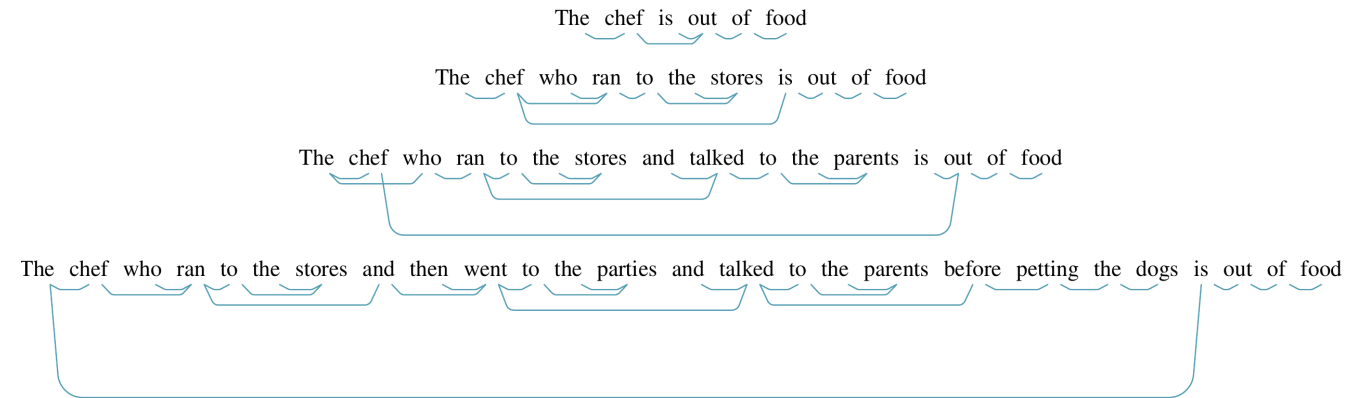 The chef is out of food
The chef who ran to the stores is out of food
The chef who ran to the stores and talked to the parents is out of food
The chef who ran to the stores and then went to the parties and talked to the parents before petting the dogs is out of food